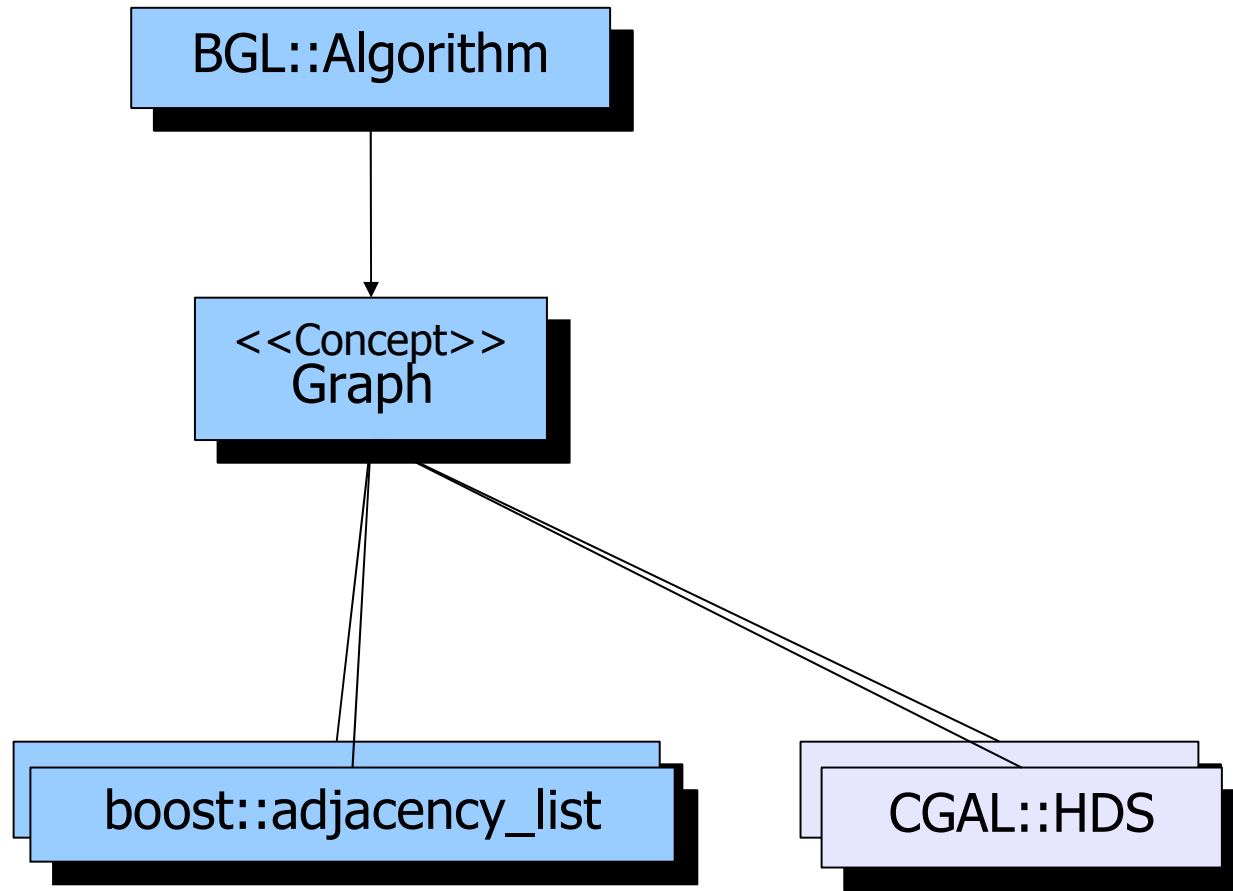 BGL::Algorithm
<<Concept>>
Graph
boost::adjacency_list
CGAL::HDS